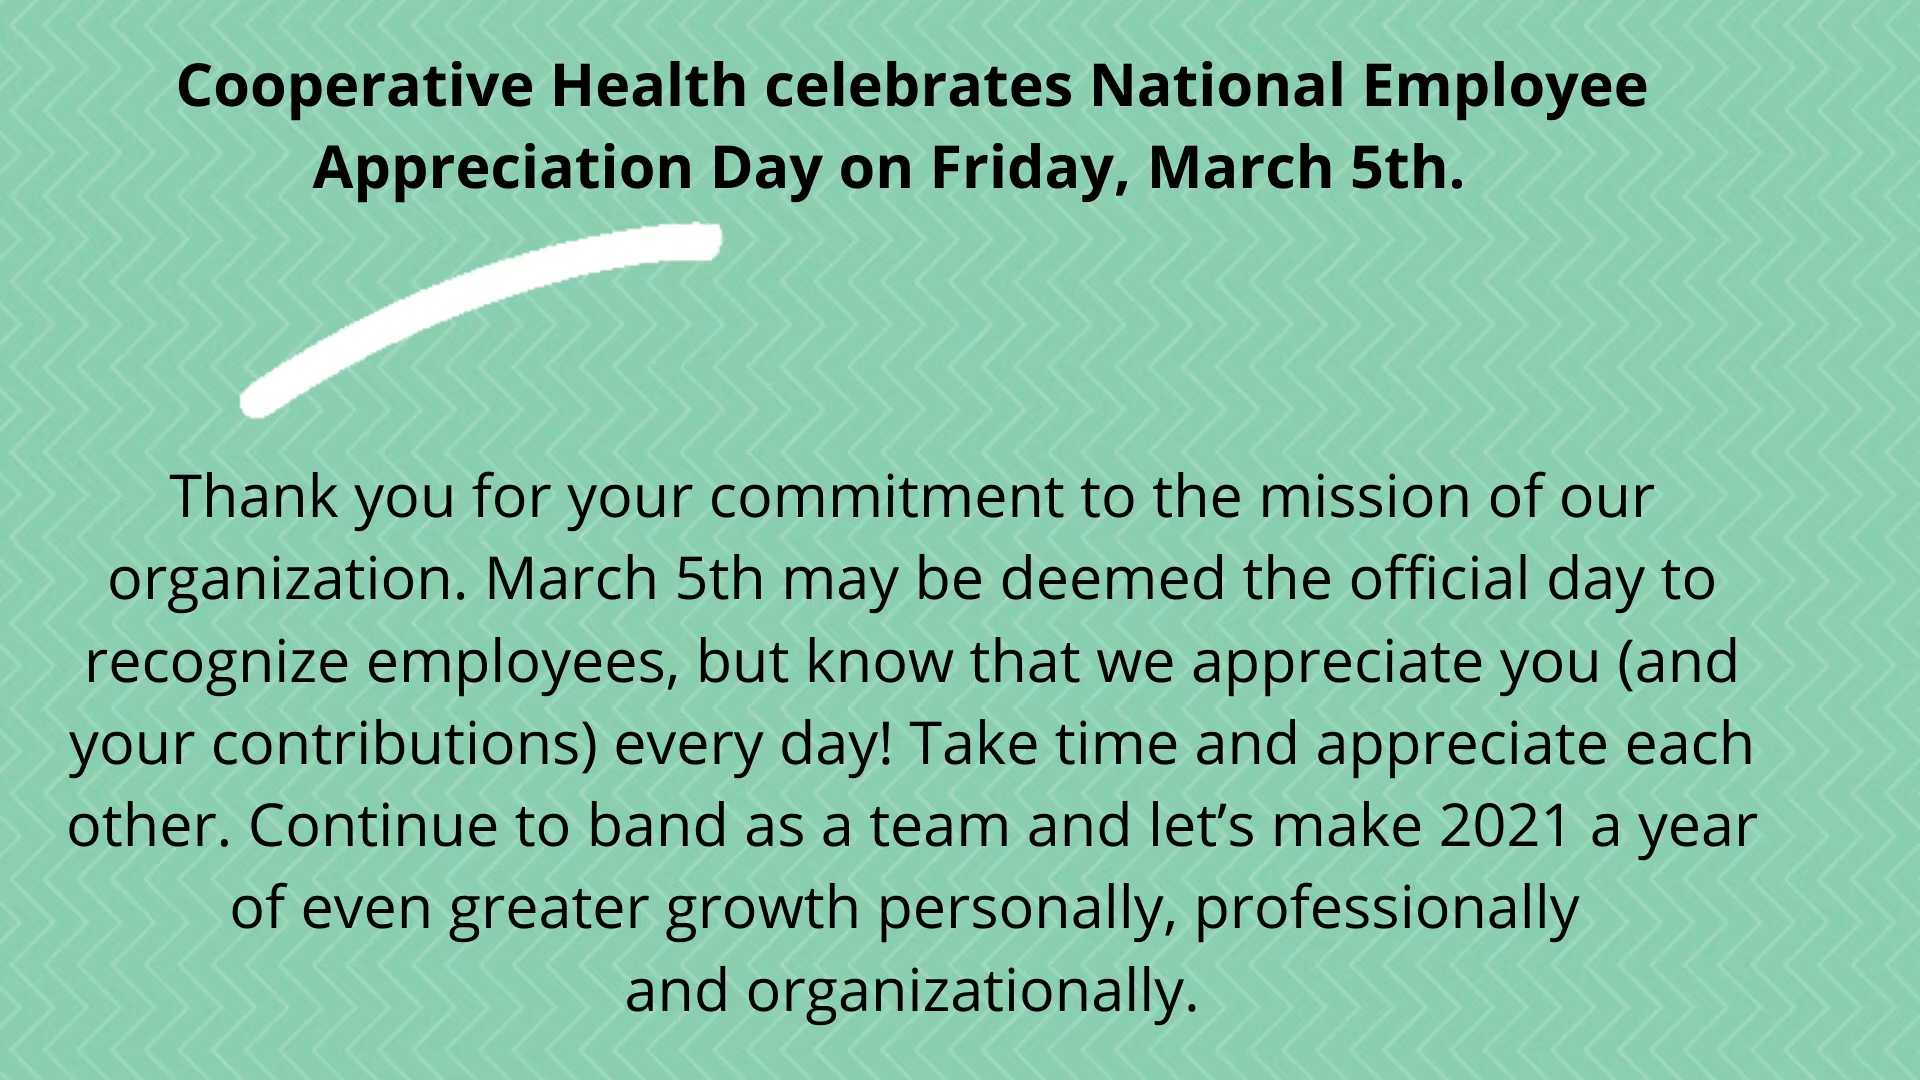 Cooperative Health celebrates National Employee
Appreciation Day on Friday, March 5th.
Thank you for your commitment to the mission of our
organization. March 5th may be deemed the official day to
recognize employees, but know that we appreciate you (and
your contributions) every day! Take time and appreciate each
other. Continue to band as a team and let’s make 2021 a year
of even greater growth personally, professionally
and organizationally.